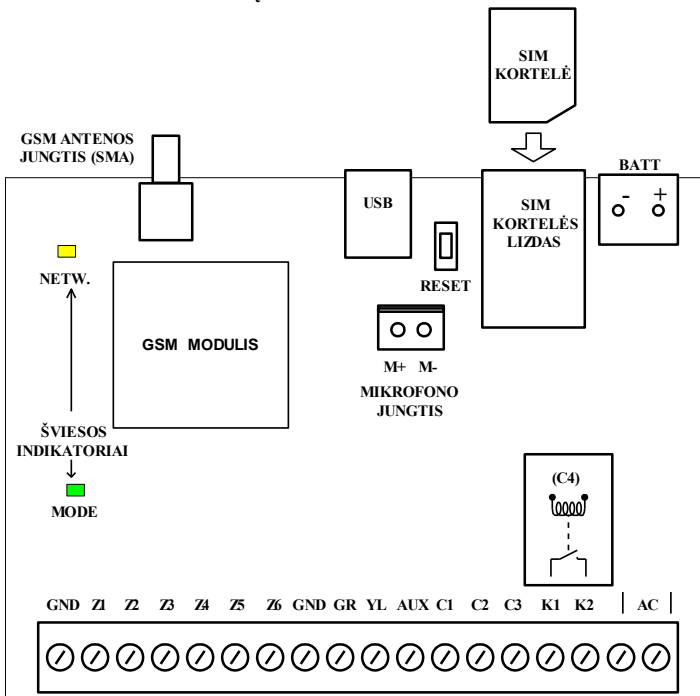 SIM
KORTELĖ
GSM ANTENOS
JUNGTIS (SMA)
BATT
- +
USB
SIM
KORTELĖS
LIZDAS
RESET
NETW.
GSM MODULIS
M+ M-
MIKROFONO
JUNGTIS
ŠVIESOS
INDIKATORIAI
MODE
(C4)
GND Z1 Z2 Z3 Z4 Z5 Z6 GND GR YL AUX C1 C2 C3 K1 K2 AC